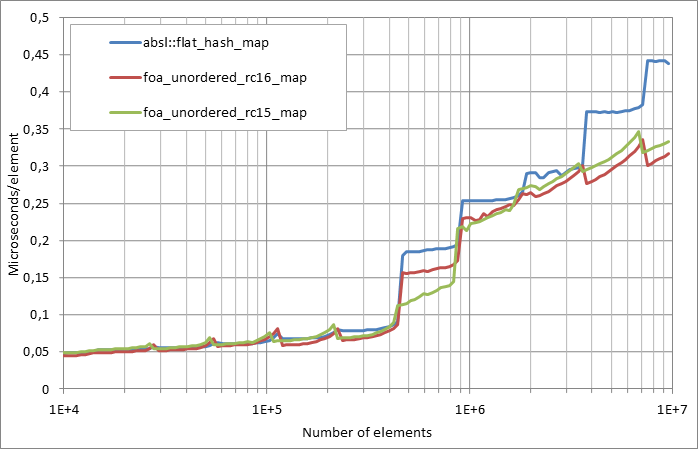 0,5
absl::flat_hash_map
0,45
0,4
foa_unordered_rc16_map
foa_unordered_rc15_map
0,35
0,3
0,25
0,2
0,15
0,1
0,05
0
Microseconds/element
1E+4
1E+5
1E+6
1E+7
Number of elements